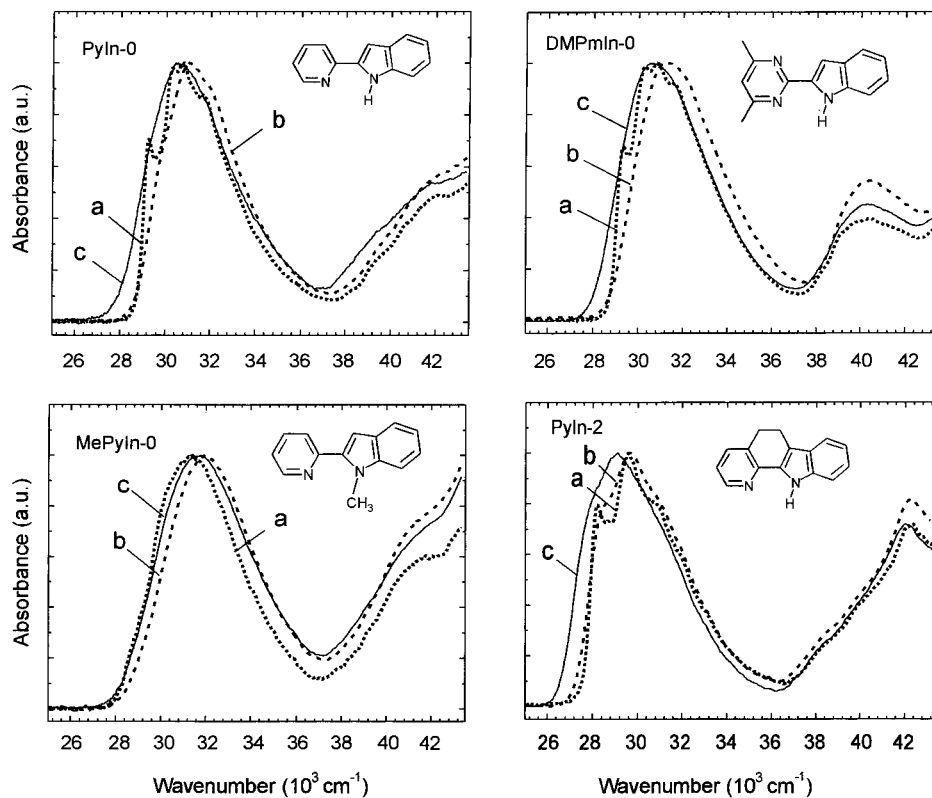 PyIn-0
N
N
H
c
b
a
c
Absorbance (a.u.)
26 28 30 32 34 36 38 40 42
DMPmIn-0
N
N
N
H
c
b
a
Absorbance (a.u.)
26 28 30 32 34 36 38 40 42
MePyIn-0
N
N
CH3
c
b
a
Absorbance (a.u.)
26 28 30 32 34 36 38 40 42
Wavenumber (10³ cm⁻¹)
PyIn-2
N
N
H
b
a
c
26 28 30 32 34 36 38 40 42
Wavenumber (10³ cm⁻¹)